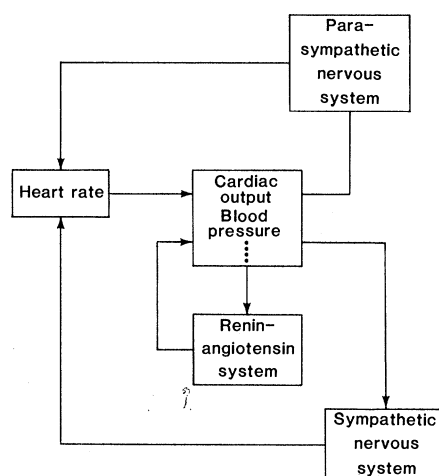 Para-
sympathetic
nervous
system
Heart rate
Cardiac
output
Blood
pressure
Renin-
angiotensin
system
Sympathetic
nervous
system